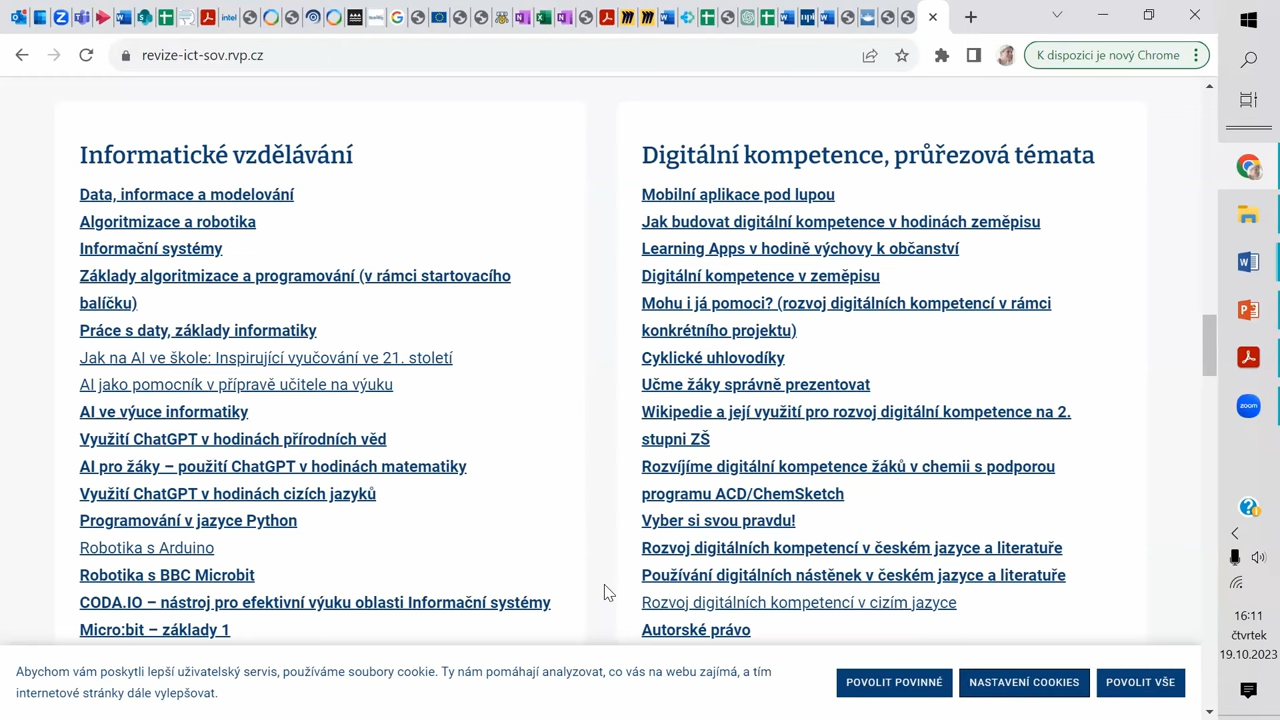 revize-ict-sov.rvp.cz
K dispozici je nový Chrome
Informatické vzdělávání
Data, informace a modelování
Algoritmizace a robotika
Informační systémy
Základy algoritmizace a programování (v rámci startovacího
balíčku)
Práce s daty, základy informatiky
Jak na AI ve škole: Inspirující vyučování ve 21. století
AI jako pomocník v přípravě učitele na výuku
AI ve výuce informatiky
Využití ChatGPT v hodinách přírodních věd
AI pro žáky – použití ChatGPT v hodinách matematiky
Využití ChatGPT v hodinách cizích jazyků
Programování v jazyce Python
Robotika s Arduino
Robotika s BBC Microbit
CODA.IO – nástroj pro efektivní výuku oblasti Informační systémy
Micro:bit – základy 1
Digitální kompetence, průřezová témata
Mobilní aplikace pod lupou
Jak budovat digitální kompetence v hodinách zeměpisu
Learning Apps v hodině výchovy k občanství
Digitální kompetence v zeměpisu
Mohu i já pomoci? (rozvoj digitálních kompetencí v rámci
konkrétního projektu)
Cyklické uhlovodíky
Učme žáky správně prezentovat
Wikipedie a její využití pro rozvoj digitální kompetence na 2.
stupni ZŠ
Rozvíjíme digitální kompetence žáků v chemii s podporou
programu ACD/ChemSketch
Vyber si svou pravdu!
Rozvoj digitálních kompetencí v českém jazyce a literatuře
Používání digitálních nástěnek v českém jazyce a literatuře
Rozvoj digitálních kompetencí v cizím jazyce
Autorské právo
Abychom vám poskytli lepší uživatelský servis, používáme soubory cookie. Ty nám pomáhají analyzovat, co vás na webu zajímá, a tím
internetové stránky dále vylepšovat.
POVOLIT POVINNÉ
NASTAVENÍ COOKIES
POVOLIT VŠE
zoom
16:11
čtvrtek
19.10.2023